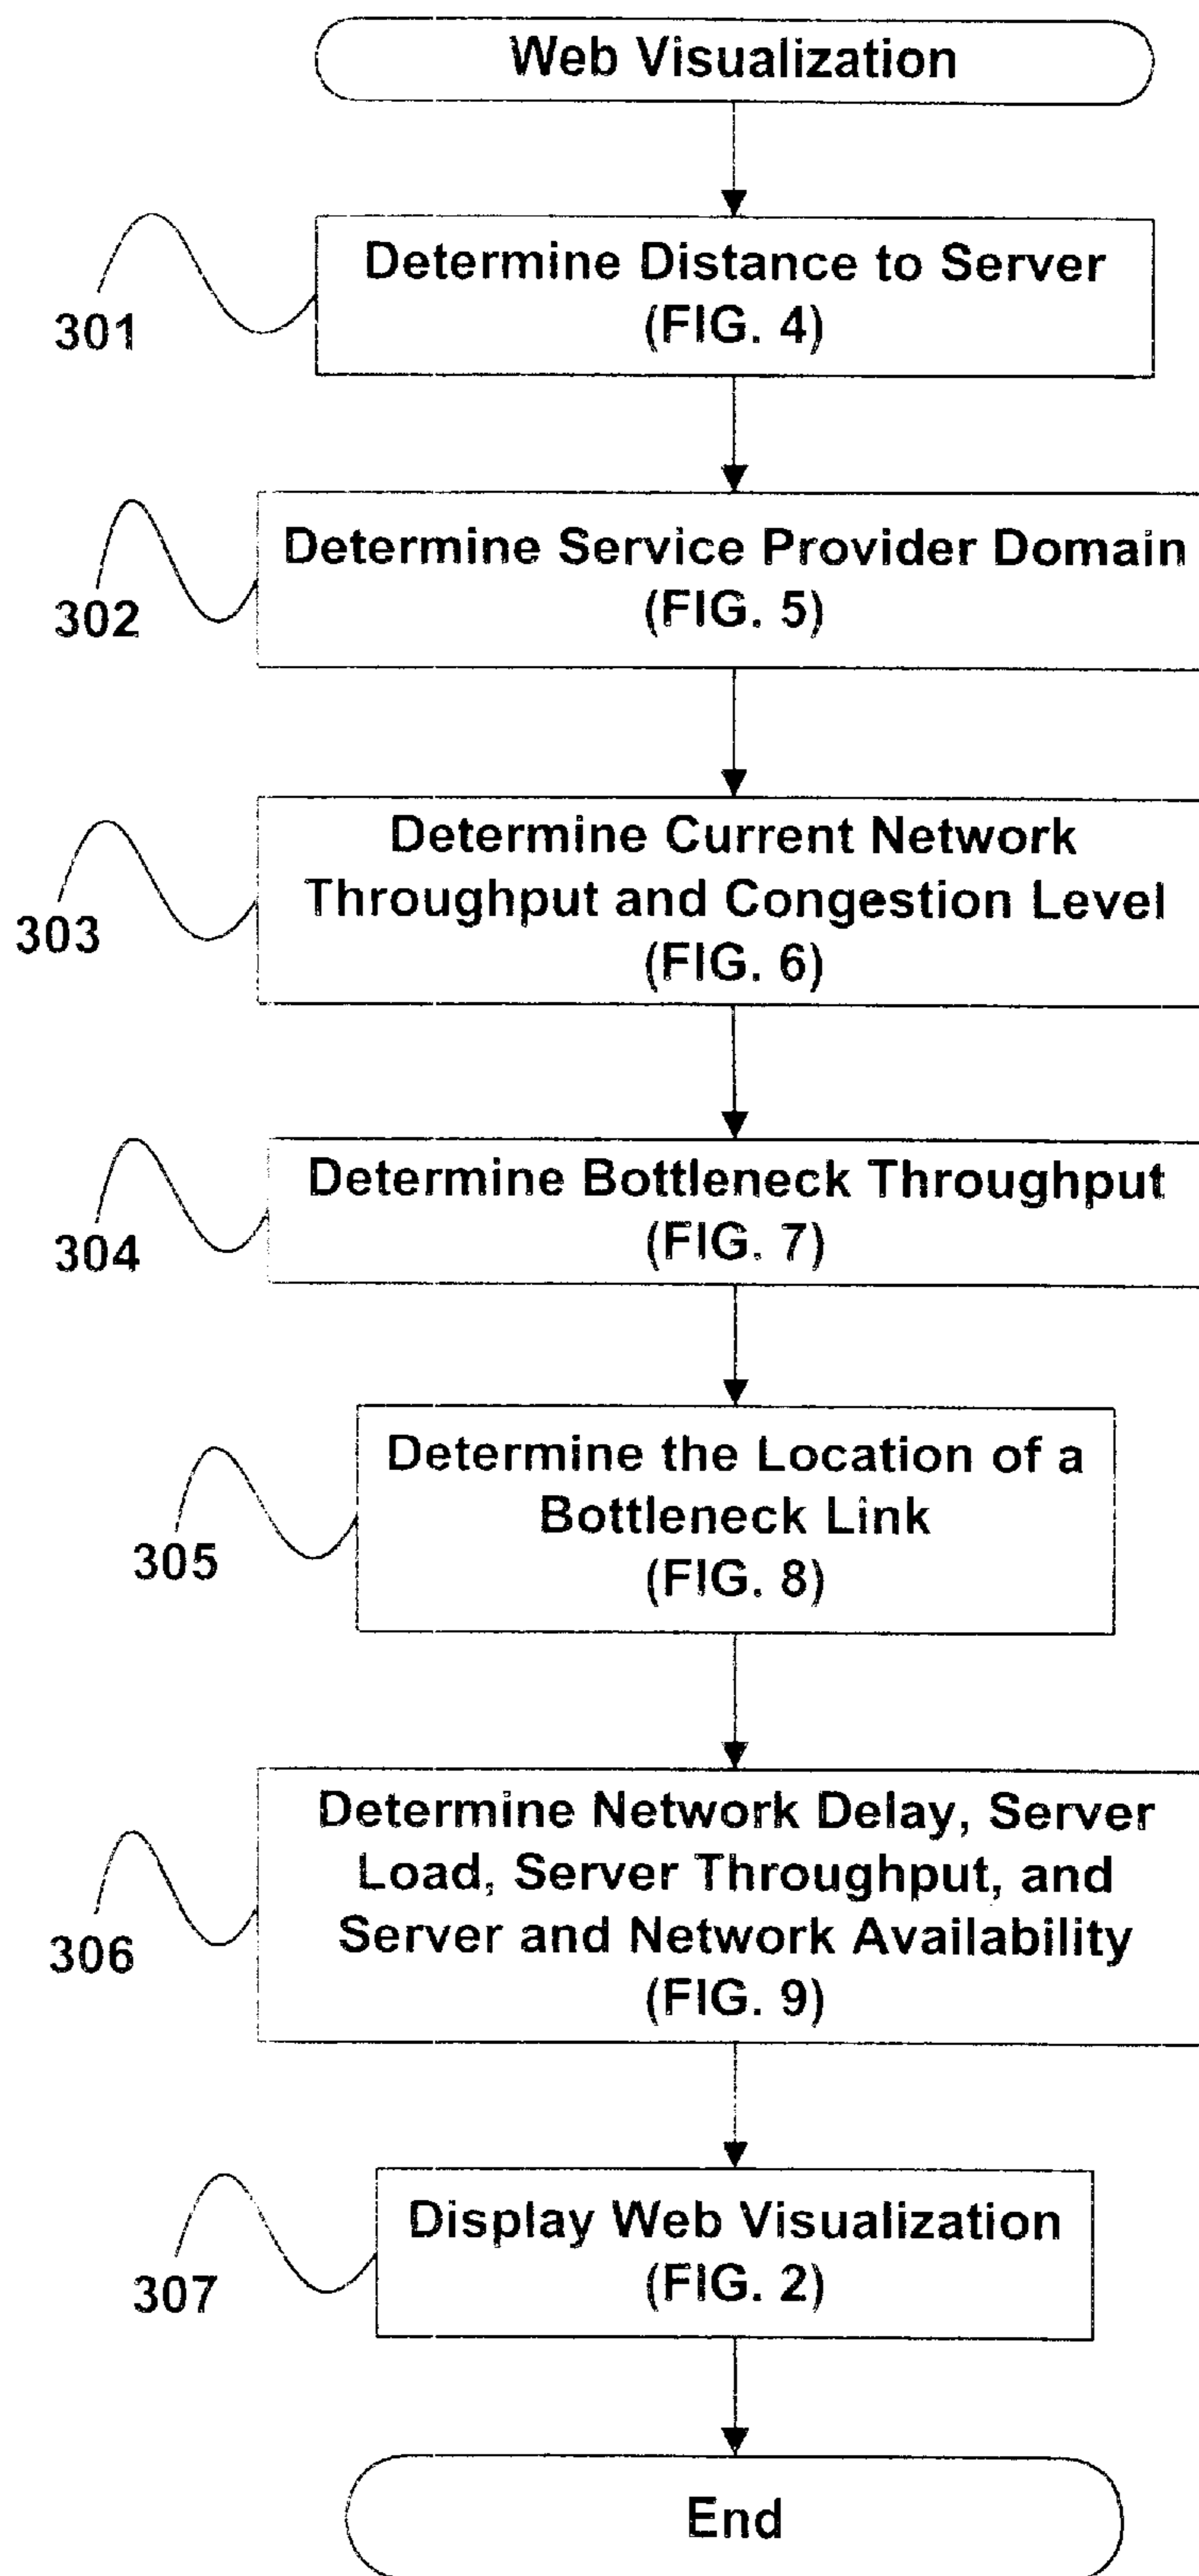 Web Visualization
Determine Distance to Server
(FIG. 4)
301
Determine Service Provider Domain
(FIG. 5)
302
Determine Current Network
Throughput and Congestion Level
(FIG. 6)
303
Determine Bottleneck Throughput
(FIG. 7)
304
Determine the Location of a
Bottleneck Link
(FIG. 8)
305
Determine Network Delay, Server
Load, Server Throughput, and
Server and Network Availability
(FIG. 9)
306
Display Web Visualization
(FIG. 2)
307
End